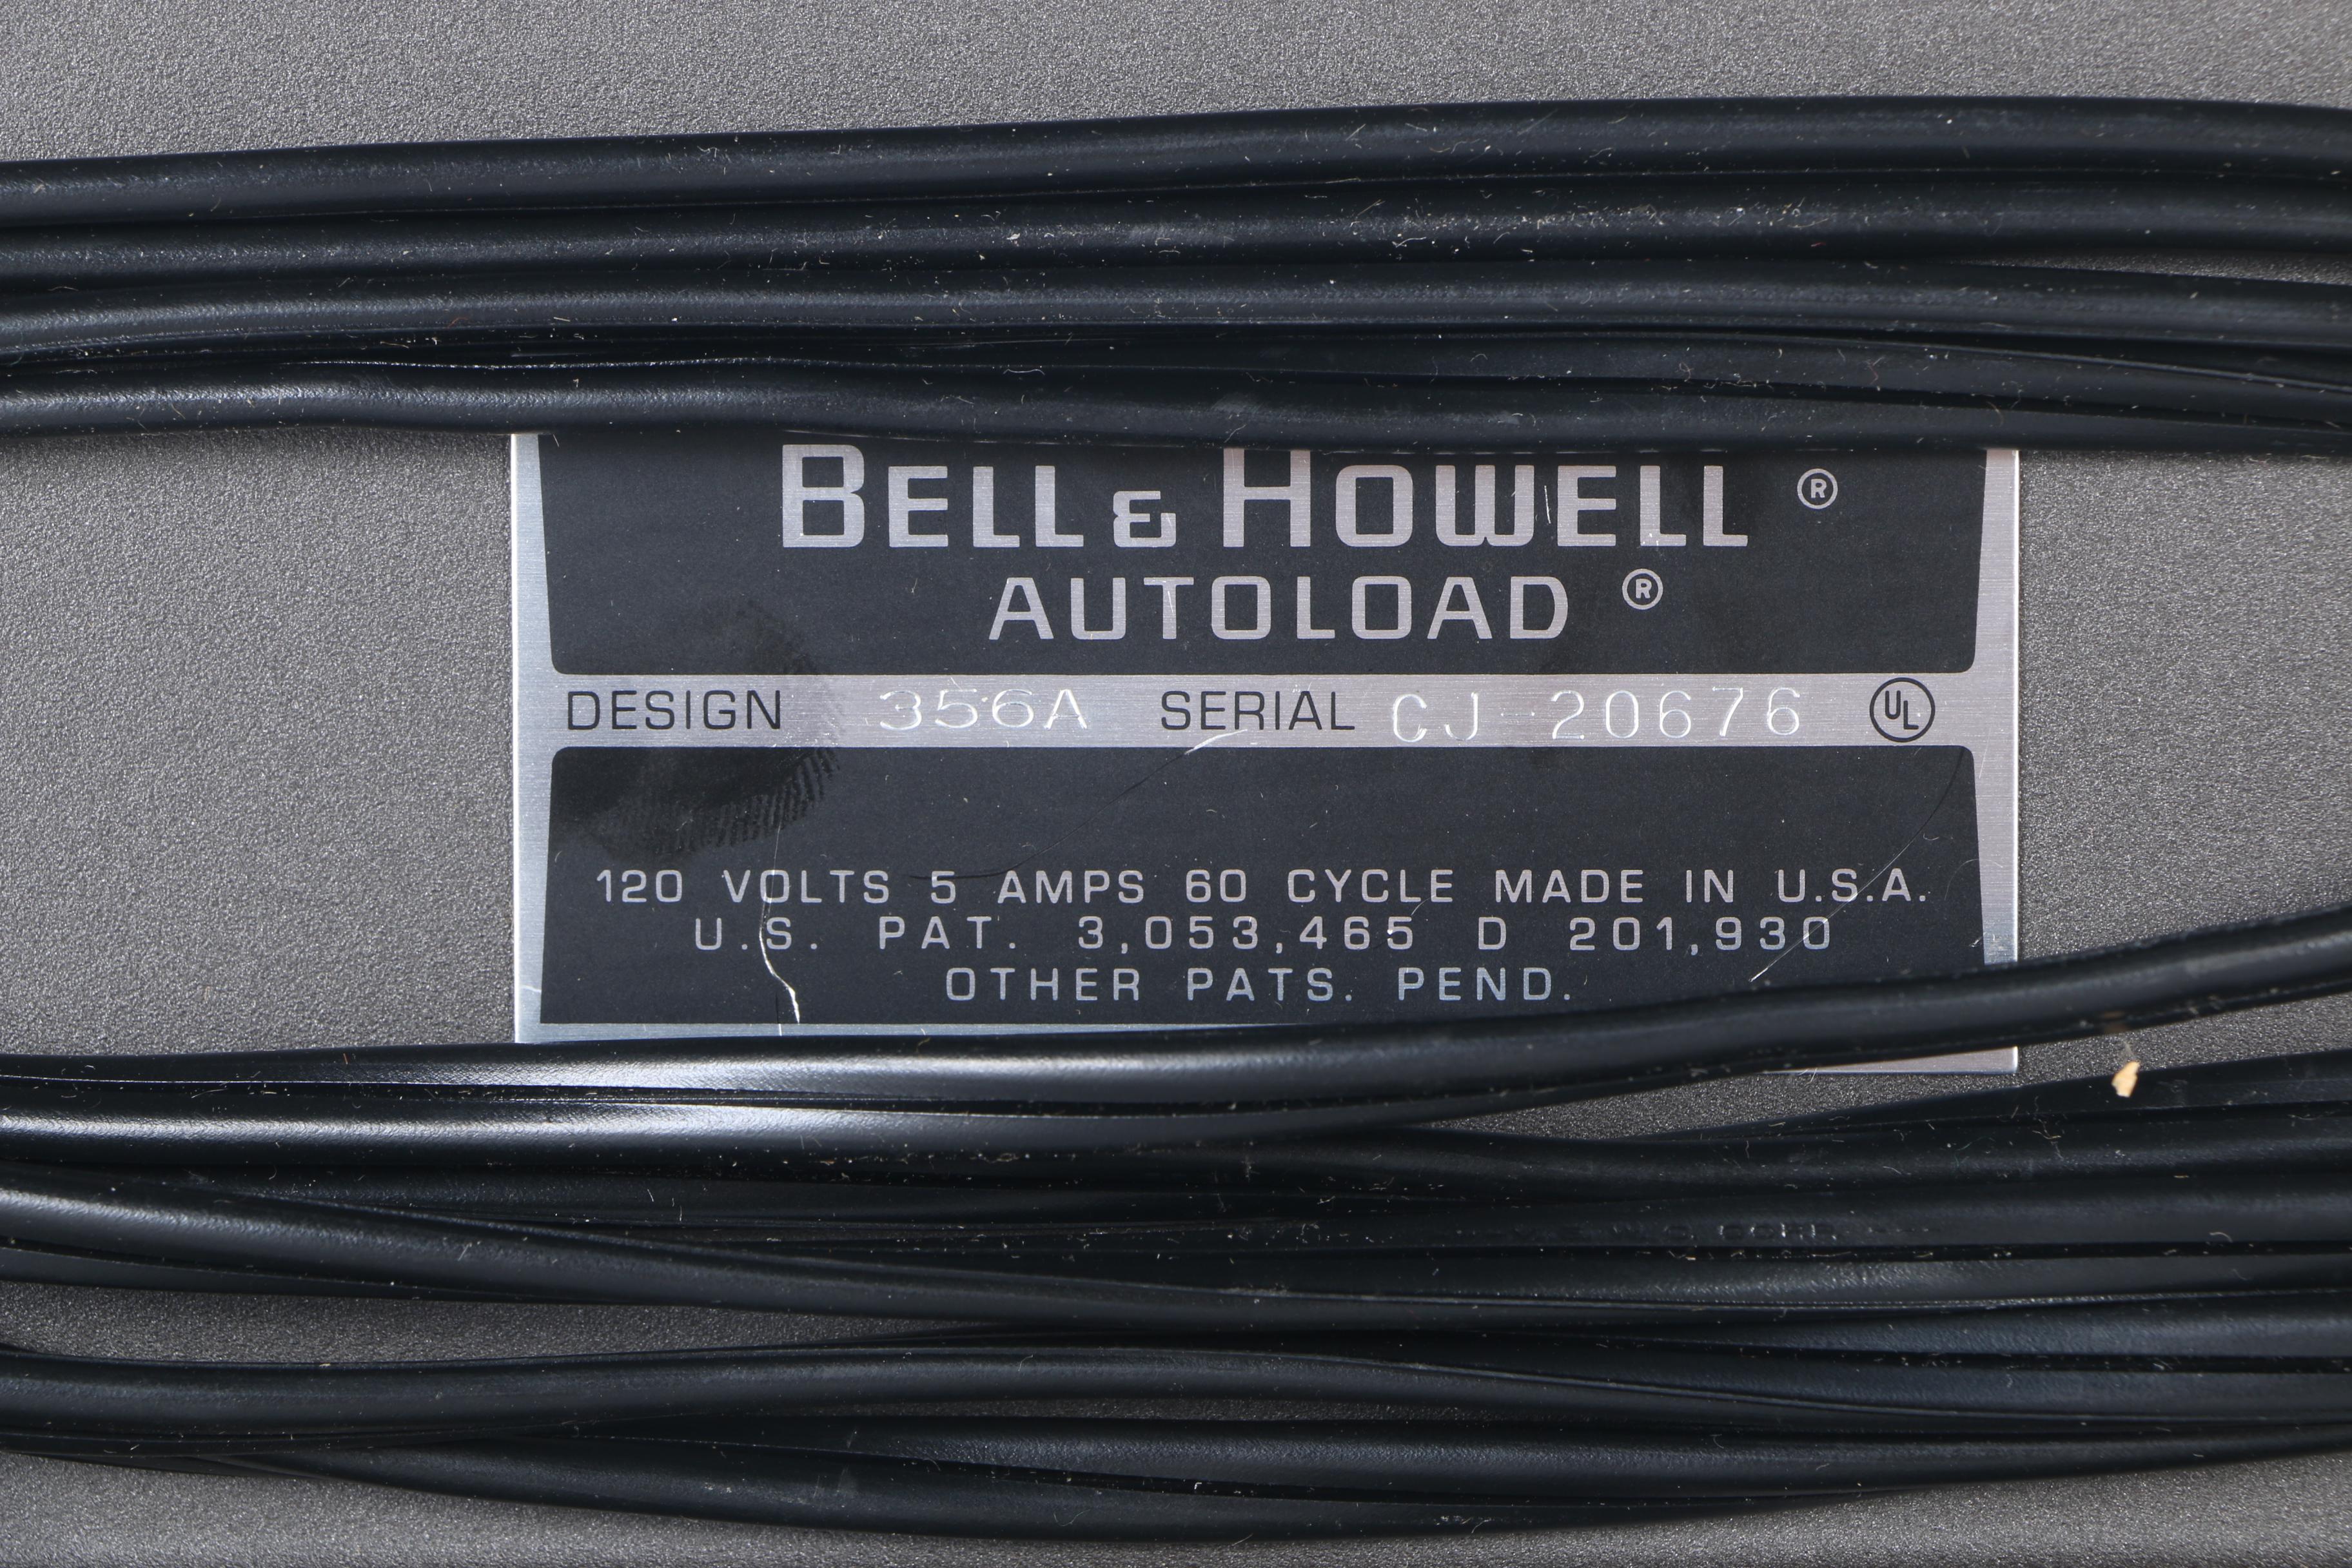 BELL & HOWELL ®
AUTOLOAD ®
DESIGN 356A SERIAL CJ 20676 UL
120 VOLTS 5 AMPS 60 CYCLE MADE IN U.S.A.
U.S. PAT. 3,053,465 D 201,930
OTHER PATS. PEND.